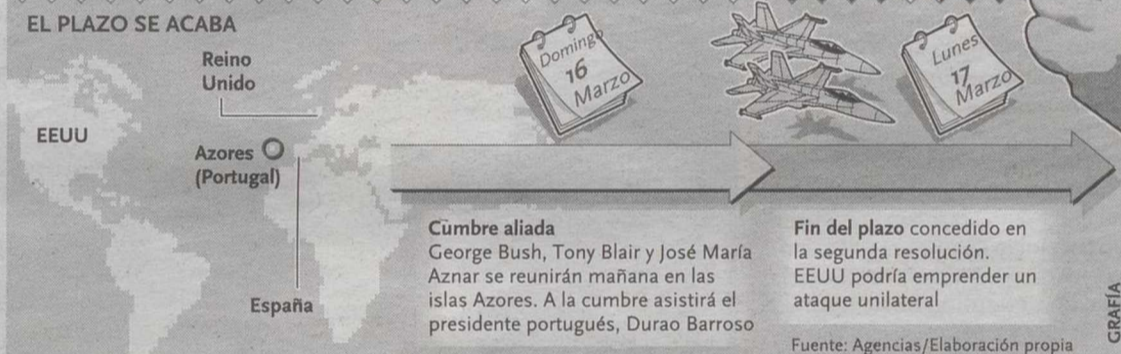 EL PLAZO SE ACABA
Reino
Unido
EEUU
Azores
(Portugal)
España
Domingo
16
Marzo
Lunes
17
Marzo
Cumbre aliada
George Bush, Tony Blair y José María
Aznar se reunirán mañana en las
islas Azores. A la cumbre asistirá el
presidente portugués, Durao Barroso
Fin del plazo concedido en
la segunda resolución.
EEUU podría emprender un
ataque unilateral
Fuente: Agencias/Elaboración propia
GRAFÍA